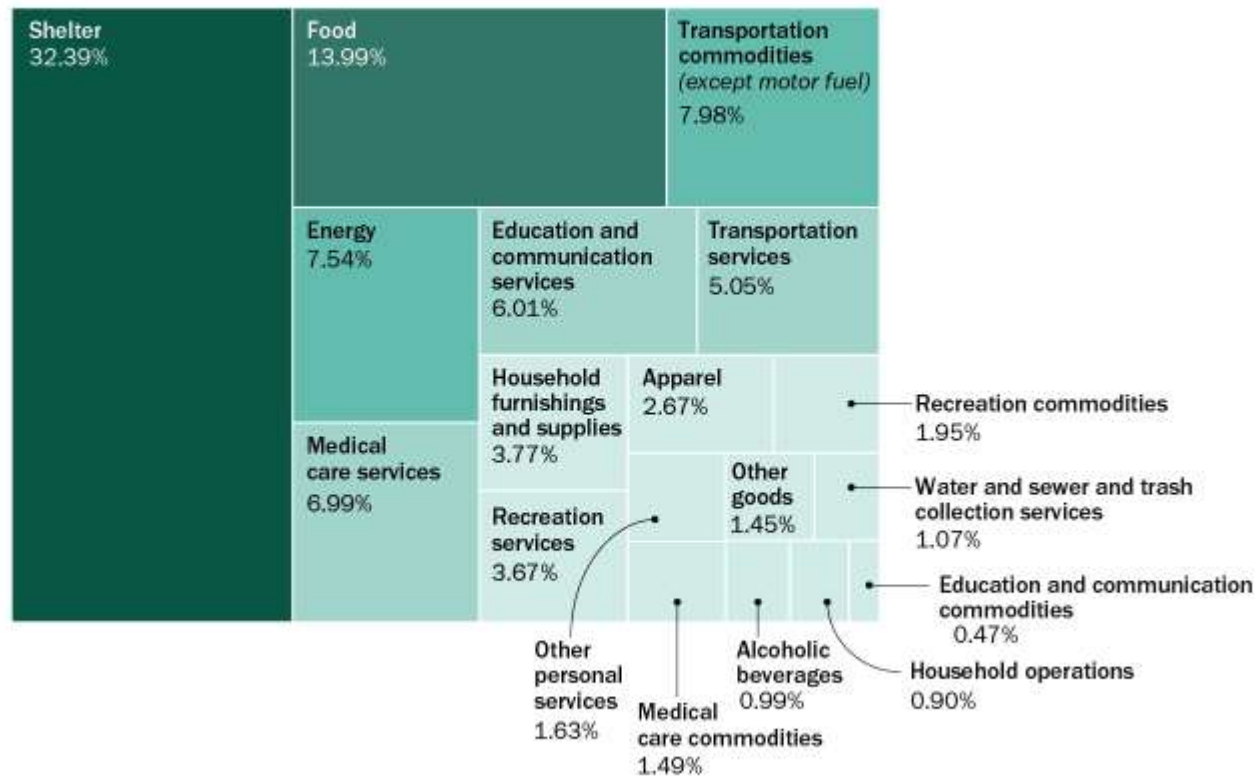 Shelter
32.39%
Food
13.99%
Transportation
commodities
(except motor fuel)
7.98%
Energy
7.54%
Education and
communication
services
6.01%
Transportation
services
5.05%
Medical
care services
6.99%
Household
furnishings
and supplies
3.77%
Apparel
2.67%
Recreation commodities
1.95%
Recreation
services
3.67%
Other
goods
1.45%
Water and sewer and trash
collection services
1.07%
Education and communication
commodities
0.47%
Other
personal
services
1.63%
Medical
care commodities
1.49%
Alcoholic
beverages
0.99%
Household operations
0.90%